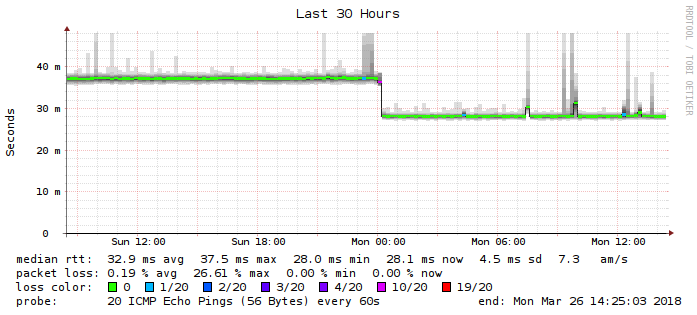 Last 30 Hours
RRDTOOL / TOBI OETIKER
Seconds
40 m
30 m
20 m
10 m
0
Sun 12:00 Sun 18:00 Mon 00:00 Mon 06:00 Mon 12:00
median rtt: 32.9 ms avg 37.5 ms max 28.0 ms min 28.1 ms now 4.5 ms sd 7.3 am/s
packet loss: 0.19 % avg 26.61 % max 0.00 % min 0.00 % now
loss color: 0 1/20 2/20 3/20 4/20 10/20 19/20
probe: 20 ICMP Echo Pings (56 Bytes) every 60s end: Mon Mar 26 14:25:03 2018